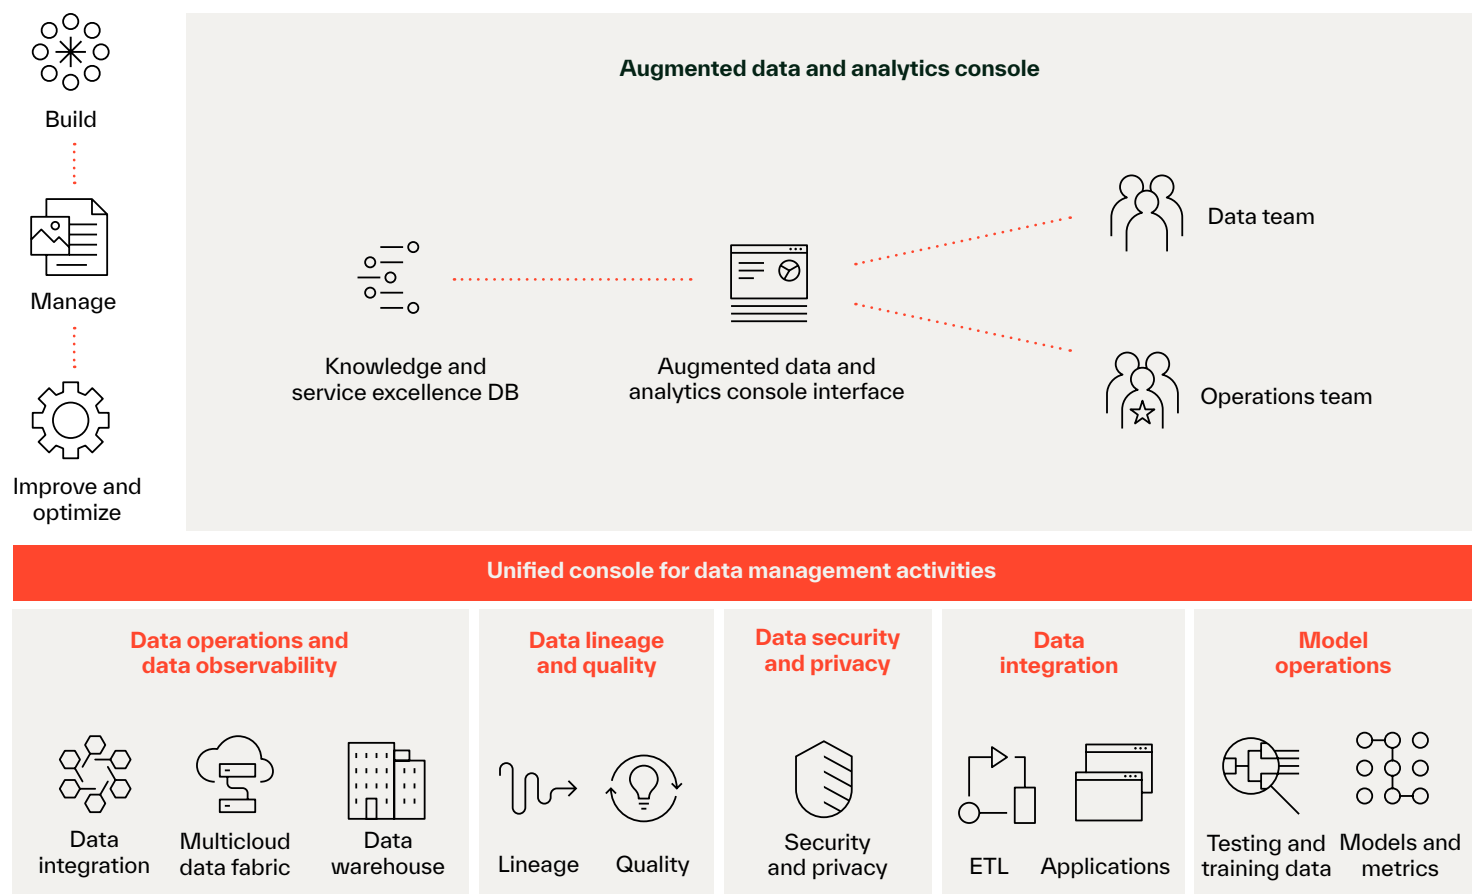 Build
Manage
Improve and
optimize
Augmented data and analytics console
Knowledge and
service excellence DB
Augmented data and
analytics console interface
Data team
Operations team
Unified console for data management activities
Data operations and
data observability
Data
integration
Multicloud
data fabric
Data
warehouse
Data lineage
and quality
Lineage
Quality
Data security
and privacy
Security
and privacy
Data
integration
ETL
Applications
Model
operations
Testing and
training data
Models and
metrics